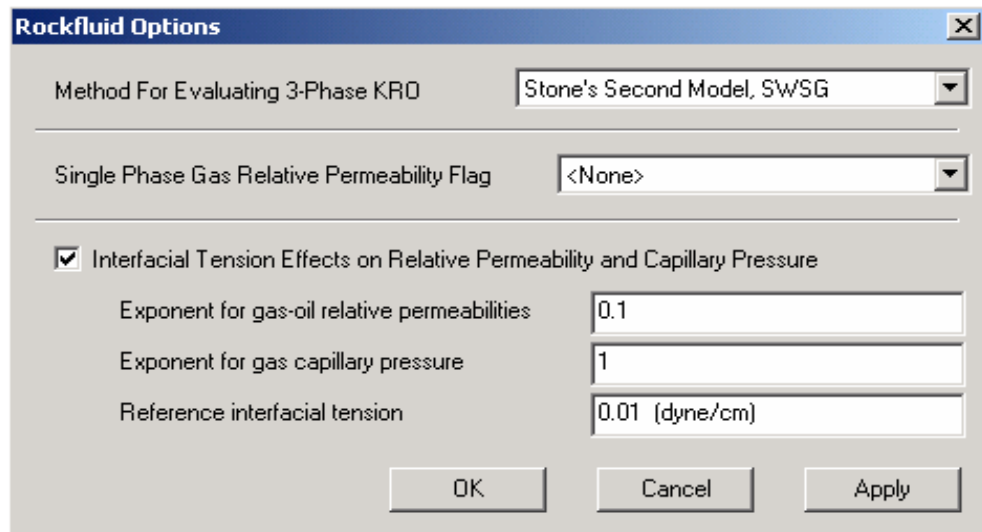 Rockfluid Options
Method For Evaluating 3-Phase KRO Stone's Second Model, SWSG
Single Phase Gas Relative Permeability Flag <None>
Interfacial Tension Effects on Relative Permeability and Capillary Pressure
Exponent for gas-oil relative permeabilities 0.1
Exponent for gas capillary pressure 1
Reference interfacial tension 0.01 (dyne/cm)
OK Cancel Apply